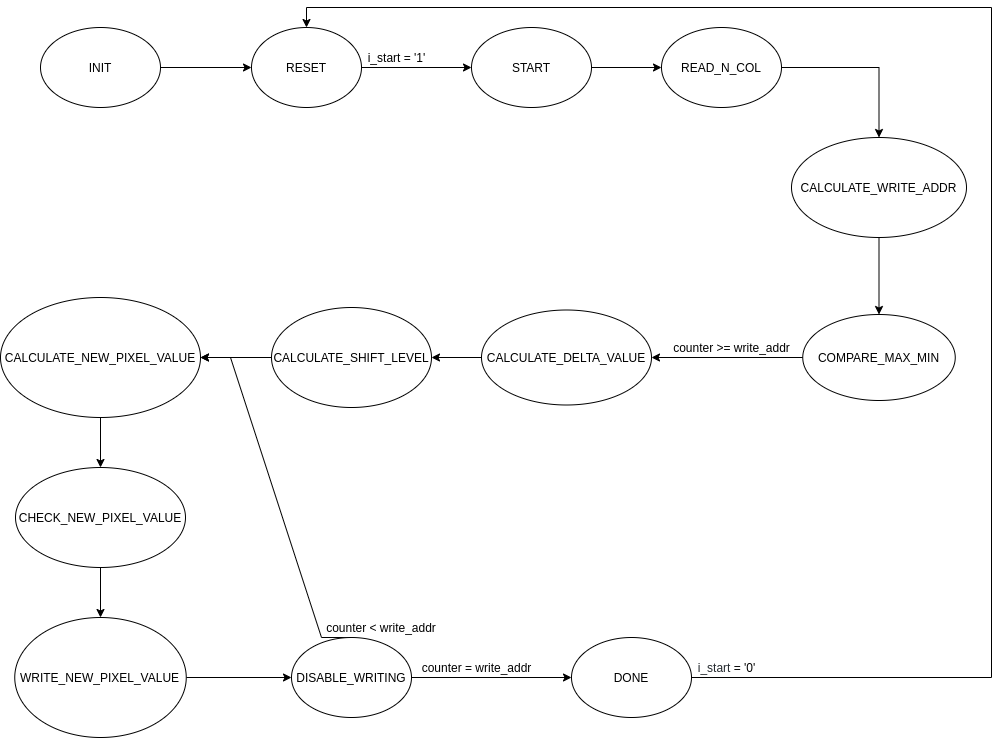 INIT
RESET
i_start = '1'
START
READ_N_COL
CALCULATE_WRITE_ADDR
COMPARE_MAX_MIN
counter >= write_addr
CALCULATE_DELTA_VALUE
CALCULATE_SHIFT_LEVEL
CALCULATE_NEW_PIXEL_VALUE
CHECK_NEW_PIXEL_VALUE
WRITE_NEW_PIXEL_VALUE
counter < write_addr
DISABLE_WRITING
counter = write_addr
DONE
i_start = '0'